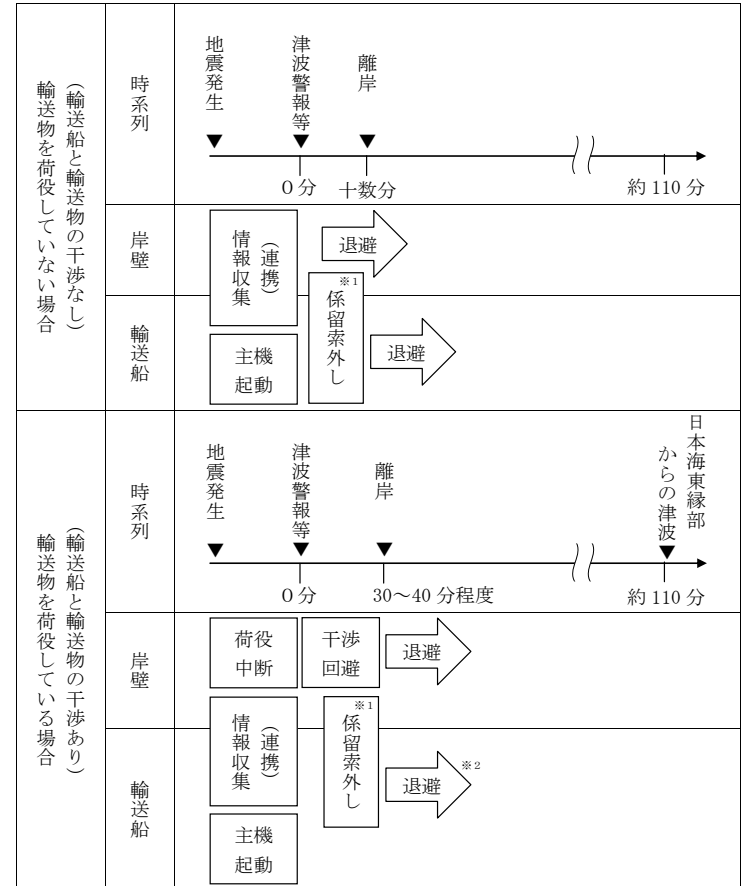 輸送物を荷役していない場合
（輸送船と輸送物の干渉なし）
時系列
地震発生
津波警報等
離岸
0分
十数分
約110分
岸壁
情報収集
（連携）
退避
※1
係留索外し
輸送船
主機
起動
退避
輸送物を荷役している場合
（輸送船と輸送物の干渉あり）
時系列
地震発生
津波警報等
離岸
日本海東縁部
からの津波
0分
30～40分程度
約110分
岸壁
荷役
中断
干渉
回避
退避
情報収集
（連携）
※1
係留索外し
輸送船
退避
※2
主機
起動